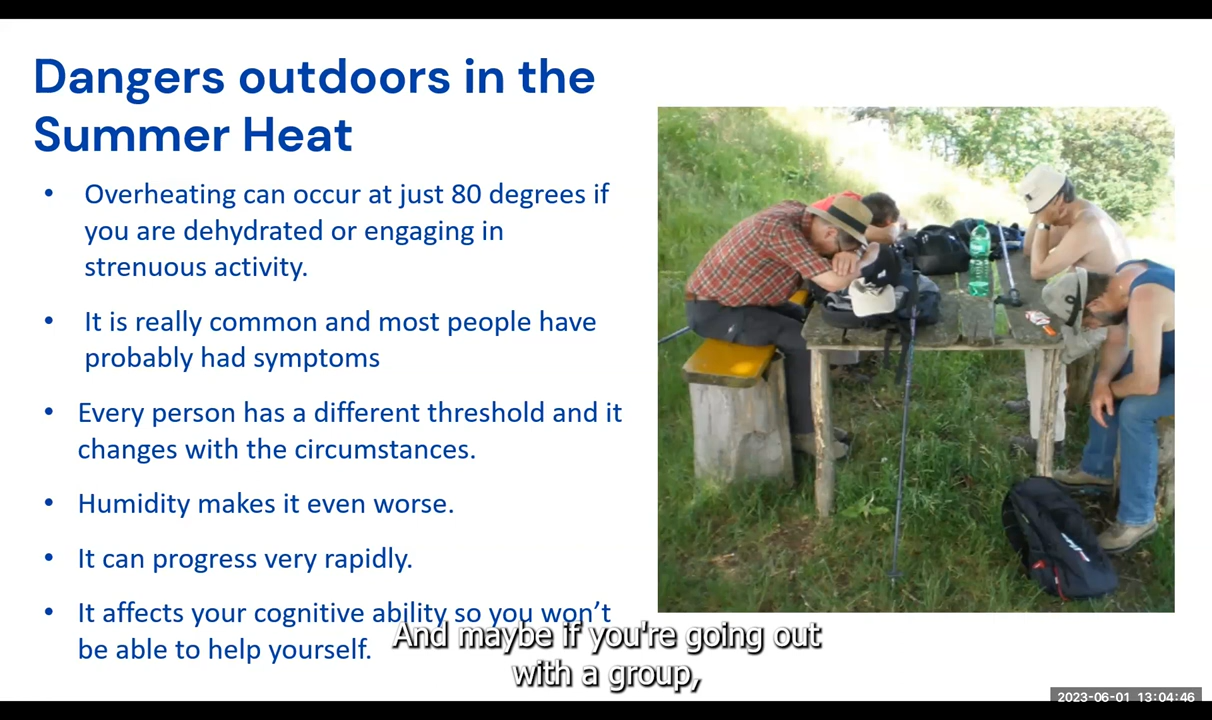 Dangers outdoors in the
Summer Heat
• Overheating can occur at just 80 degrees if
you are dehydrated or engaging in
strenuous activity.
• It is really common and most people have
probably had symptoms
• Every person has a different threshold and it
changes with the circumstances.
• Humidity makes it even worse.
• It can progress very rapidly.
• It affects your cognitive ability so you won’t
be able to help yourself.
And maybe if you're going out
with a group,
2023-06-01 13:04:46